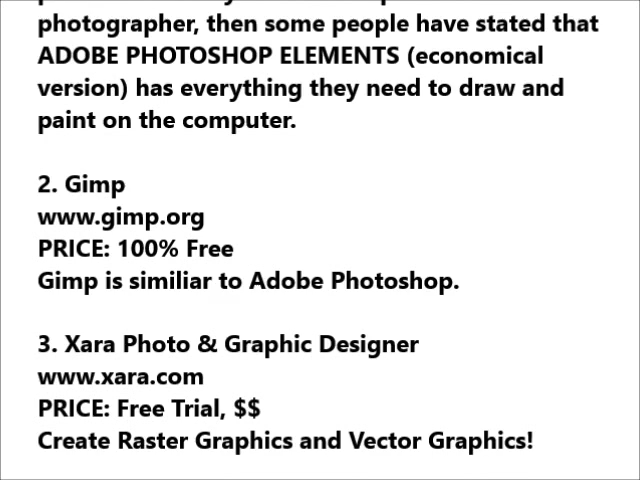 photographer, then some people have stated that
ADOBE PHOTOSHOP ELEMENTS (economical
version) has everything they need to draw and
paint on the computer.
2. Gimp
www.gimp.org
PRICE: 100% Free
Gimp is similiar to Adobe Photoshop.
3. Xara Photo & Graphic Designer
www.xara.com
PRICE: Free Trial, $$
Create Raster Graphics and Vector Graphics!